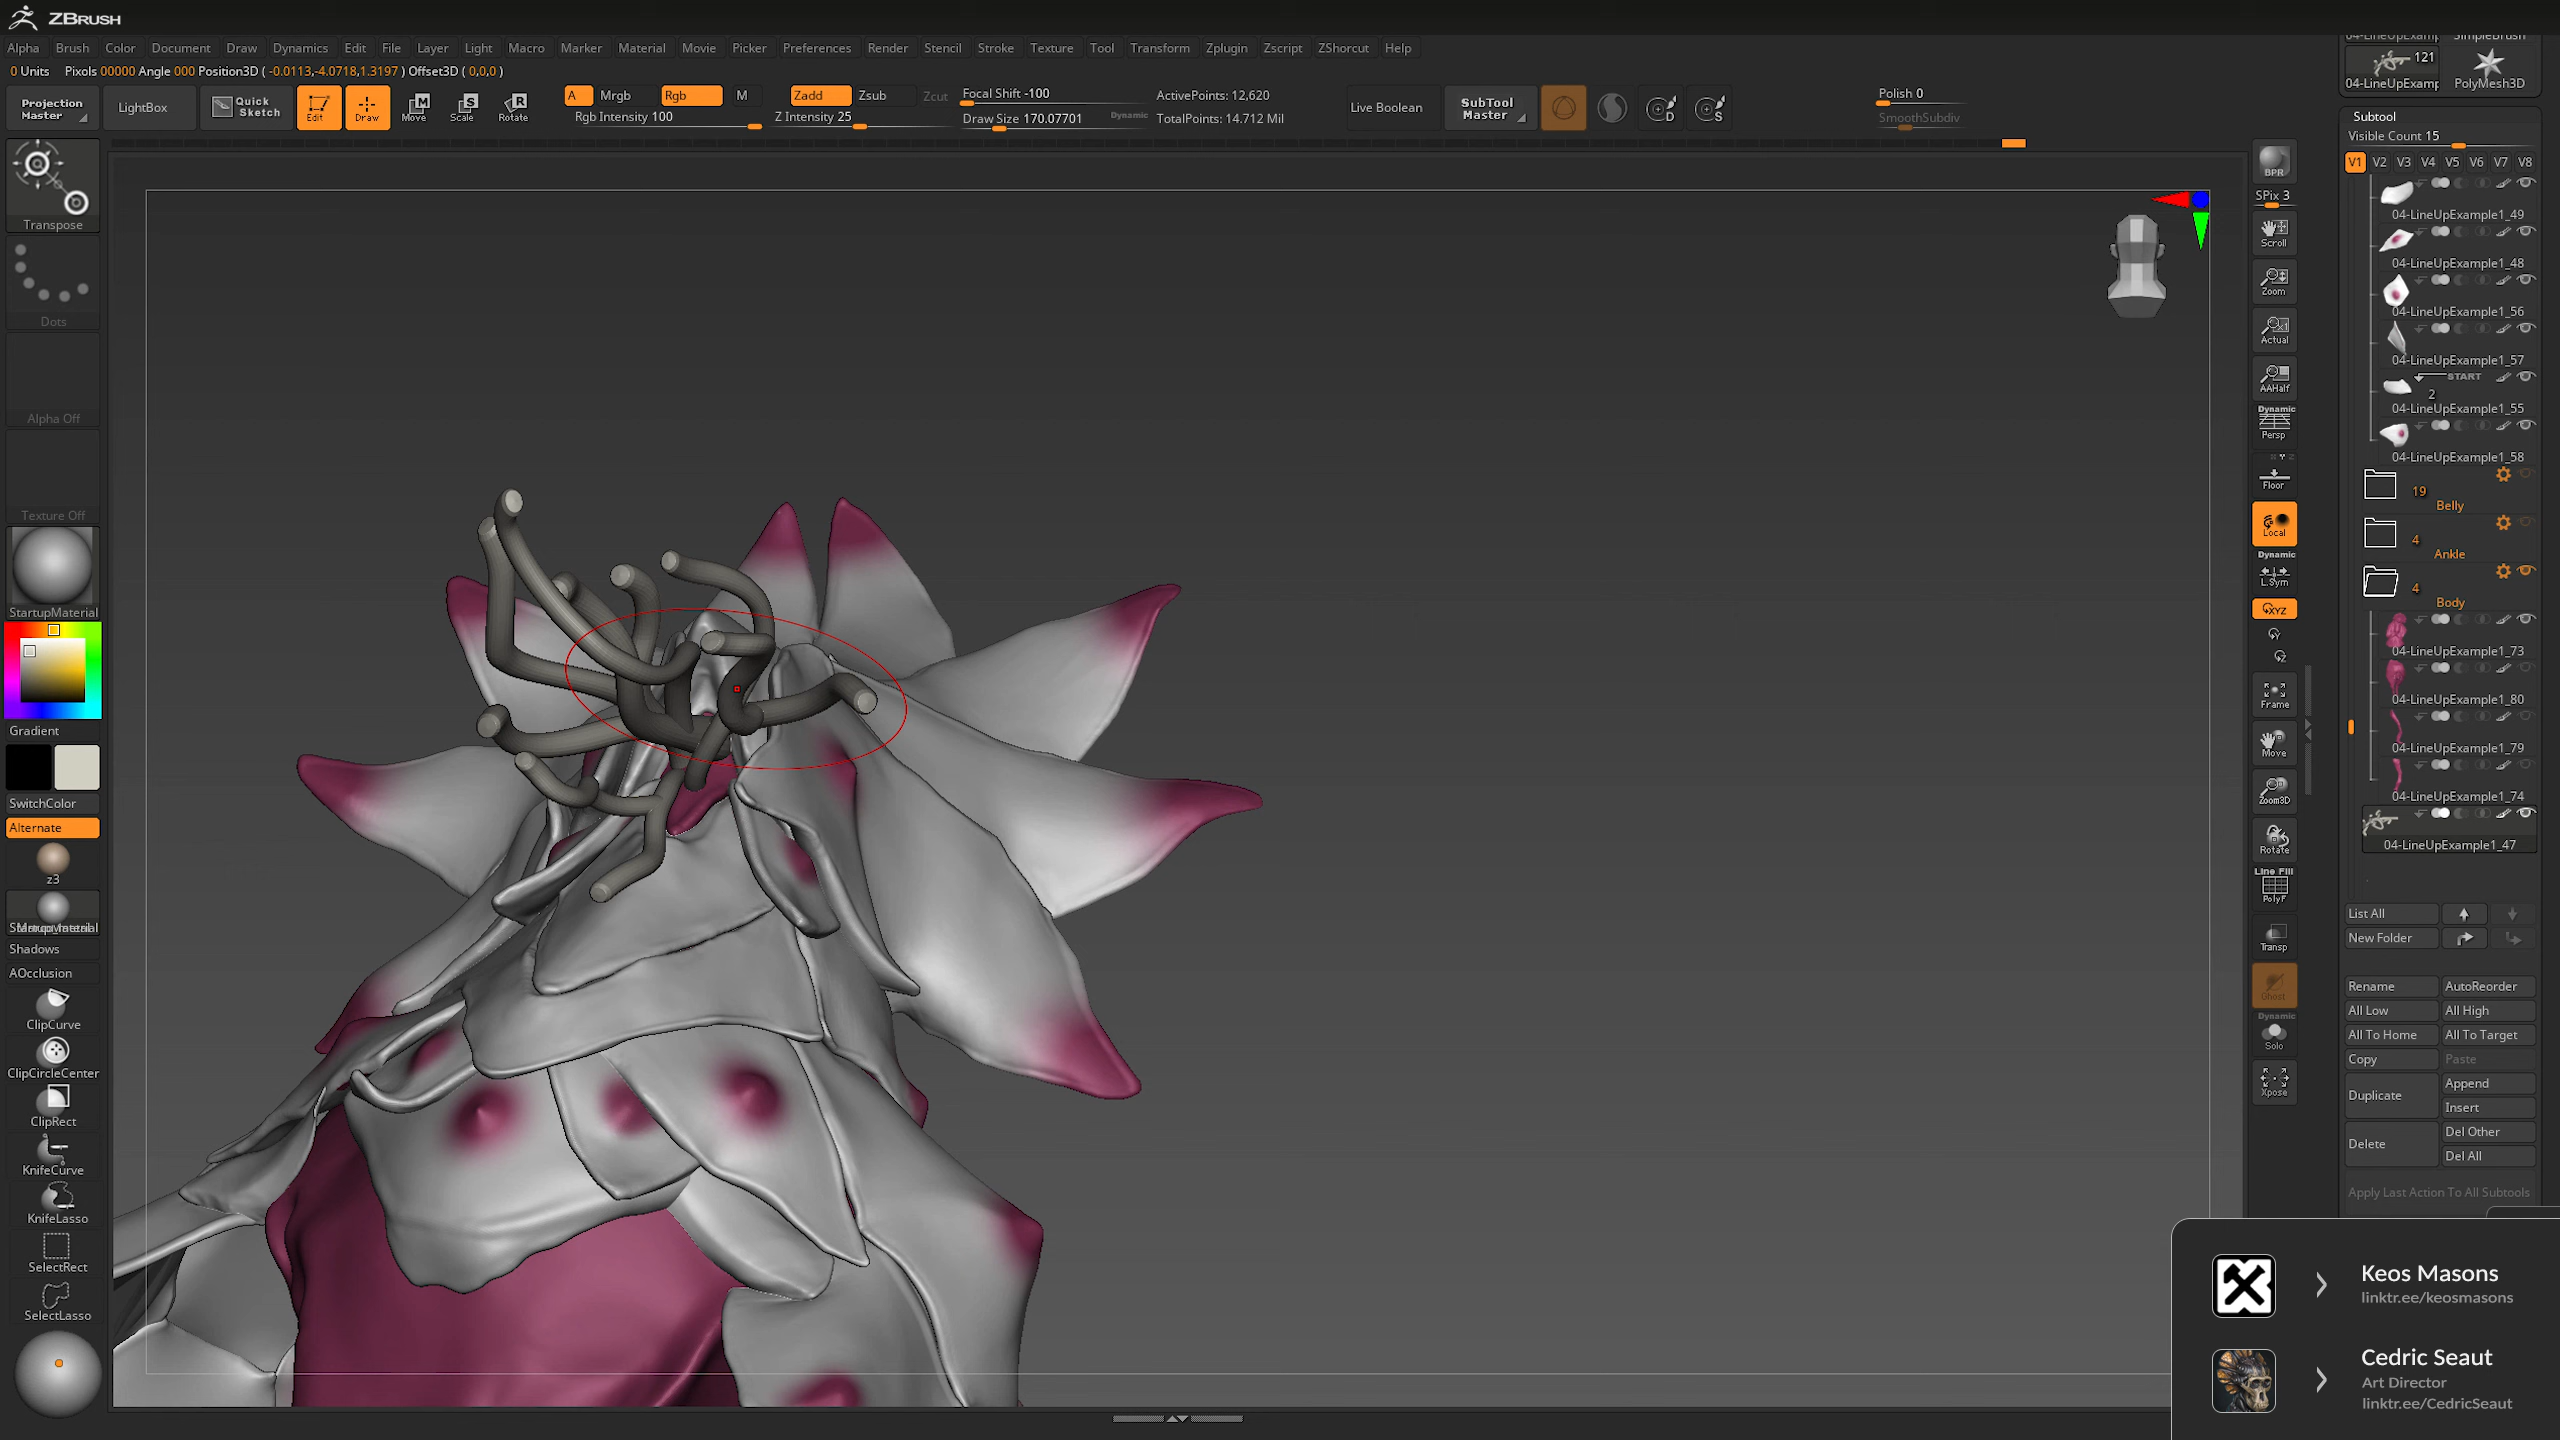 ZBRUSH
Alpha Brush Color Document Draw Dynamics Edit File Layer Light Macro Marker Material Movie Picker Preferences Render Stencil Stroke Texture Tool Transform Zplugin Zscript ZShorcut Help
0 Units Pixols 00000 Angle 000 Position3D ( -0.0113,-4.0718,1.3197 ) Offset3D ( 0,0,0 )
Projection Master
LightBox
Quick Sketch
Edit
Draw
Move
Scale
Rotate
A Mrgb Rgb M
Rgb Intensity 100
Zadd Zsub Zcut
Z Intensity 25
Focal Shift -100
Draw Size 170.07701 Dynamic
ActivePoints: 12,620
TotalPoints: 14.712 Mil
Live Boolean
SubTool Master
Polish 0
SmoothSubdiv
121
04-LineUpExamp PolyMesh3D
Transpose
Dots
Alpha Off
Texture Off
StartupMaterial
Gradient
SwitchColor
Alternate
z3
Shadows
AOcclusion
ClipCurve
ClipCircleCenter
ClipRect
KnifeCurve
KnifeLasso
SelectRect
SelectLasso
BPR
SPix 3
Scroll
Zoom
Actual
AAHalf
Dynamic
Persp
Floor
Local
Dynamic
L.Sym
XYZ
Y
Z
Frame
Move
Zoom3D
Rotate
Line Fill
PolyF
Transp
Ghost
Dynamic
Solo
Xpose
Subtool
Visible Count 15
V1 V2 V3 V4 V5 V6 V7 V8
04-LineUpExample1_49
04-LineUpExample1_48
04-LineUpExample1_56
04-LineUpExample1_57
START
2
04-LineUpExample1_55
04-LineUpExample1_58
19
Belly
4
Ankle
4
Body
04-LineUpExample1_73
04-LineUpExample1_80
04-LineUpExample1_79
04-LineUpExample1_74
04-LineUpExample1_47
List All
New Folder
Rename AutoReorder
All Low All High
All To Home All To Target
Copy Paste
Duplicate Append
Insert
Delete Del Other
Del All
Apply Last Action To All Subtools
Keos Masons
linktr.ee/keosmasons
Cedric Seaut
Art Director
linktr.ee/CedricSeaut